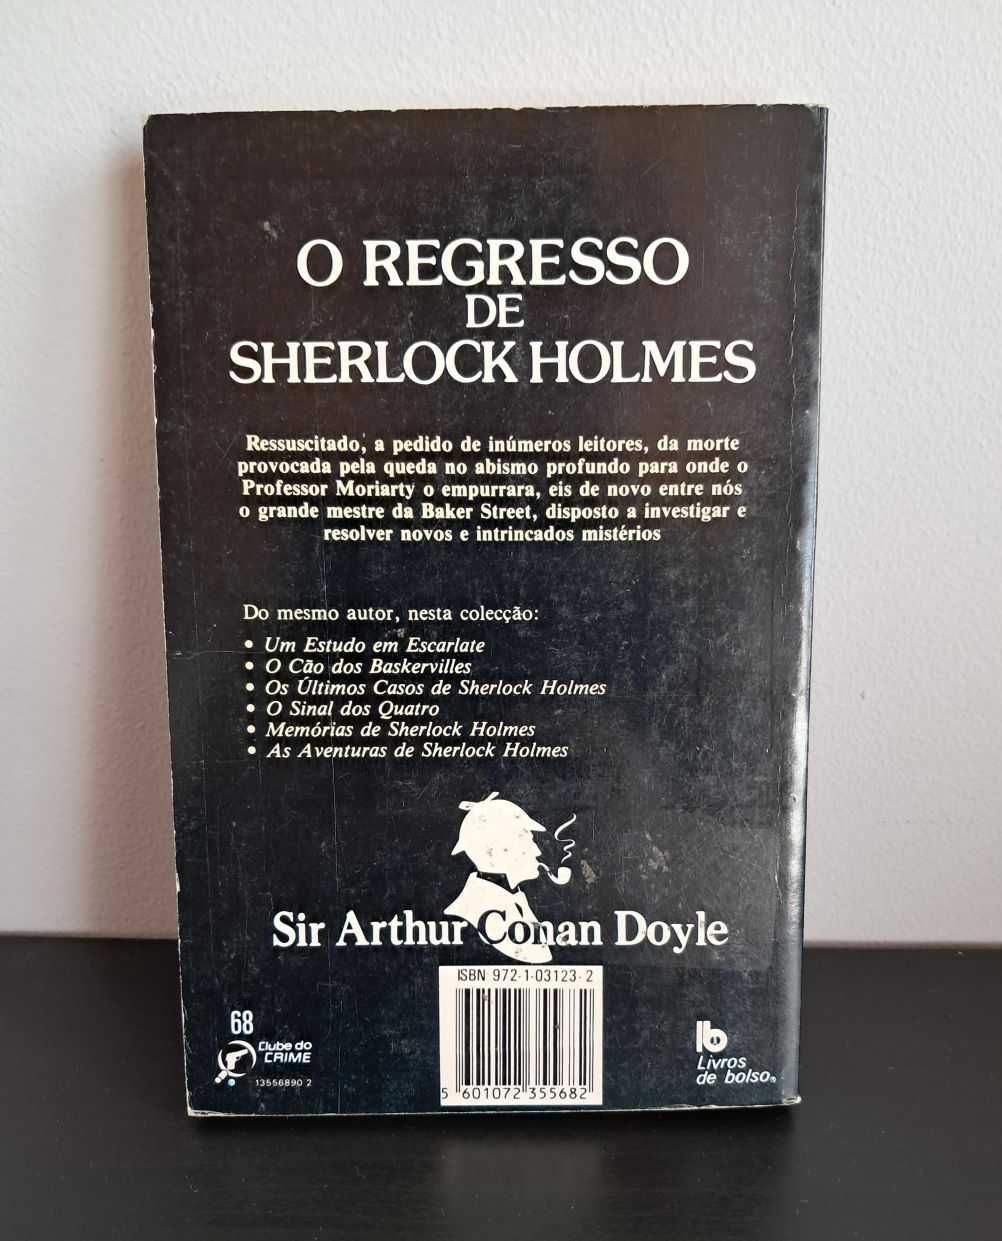 O REGRESSO
DE
SHERLOCK HOLMES
Ressuscitado, a pedido de inúmeros leitores, da morte
provocada pela queda no abismo profundo para onde o
Professor Moriarty o empurrara, eis de novo entre nós
o grande mestre da Baker Street, disposto a investigar e
resolver novos e intrincados mistérios
Do mesmo autor, nesta colecção:
• Um Estudo em Escarlate
• O Cão dos Baskervilles
• Os Últimos Casos de Sherlock Holmes
• O Sinal dos Quatro
• Memórias de Sherlock Holmes
• As Aventuras de Sherlock Holmes
Sir Arthur Conan Doyle
ISBN 972-1-03123-2
5 601072 355682
68
Clube do
CRIME
13556890 2
lb
Livros
de bolso®